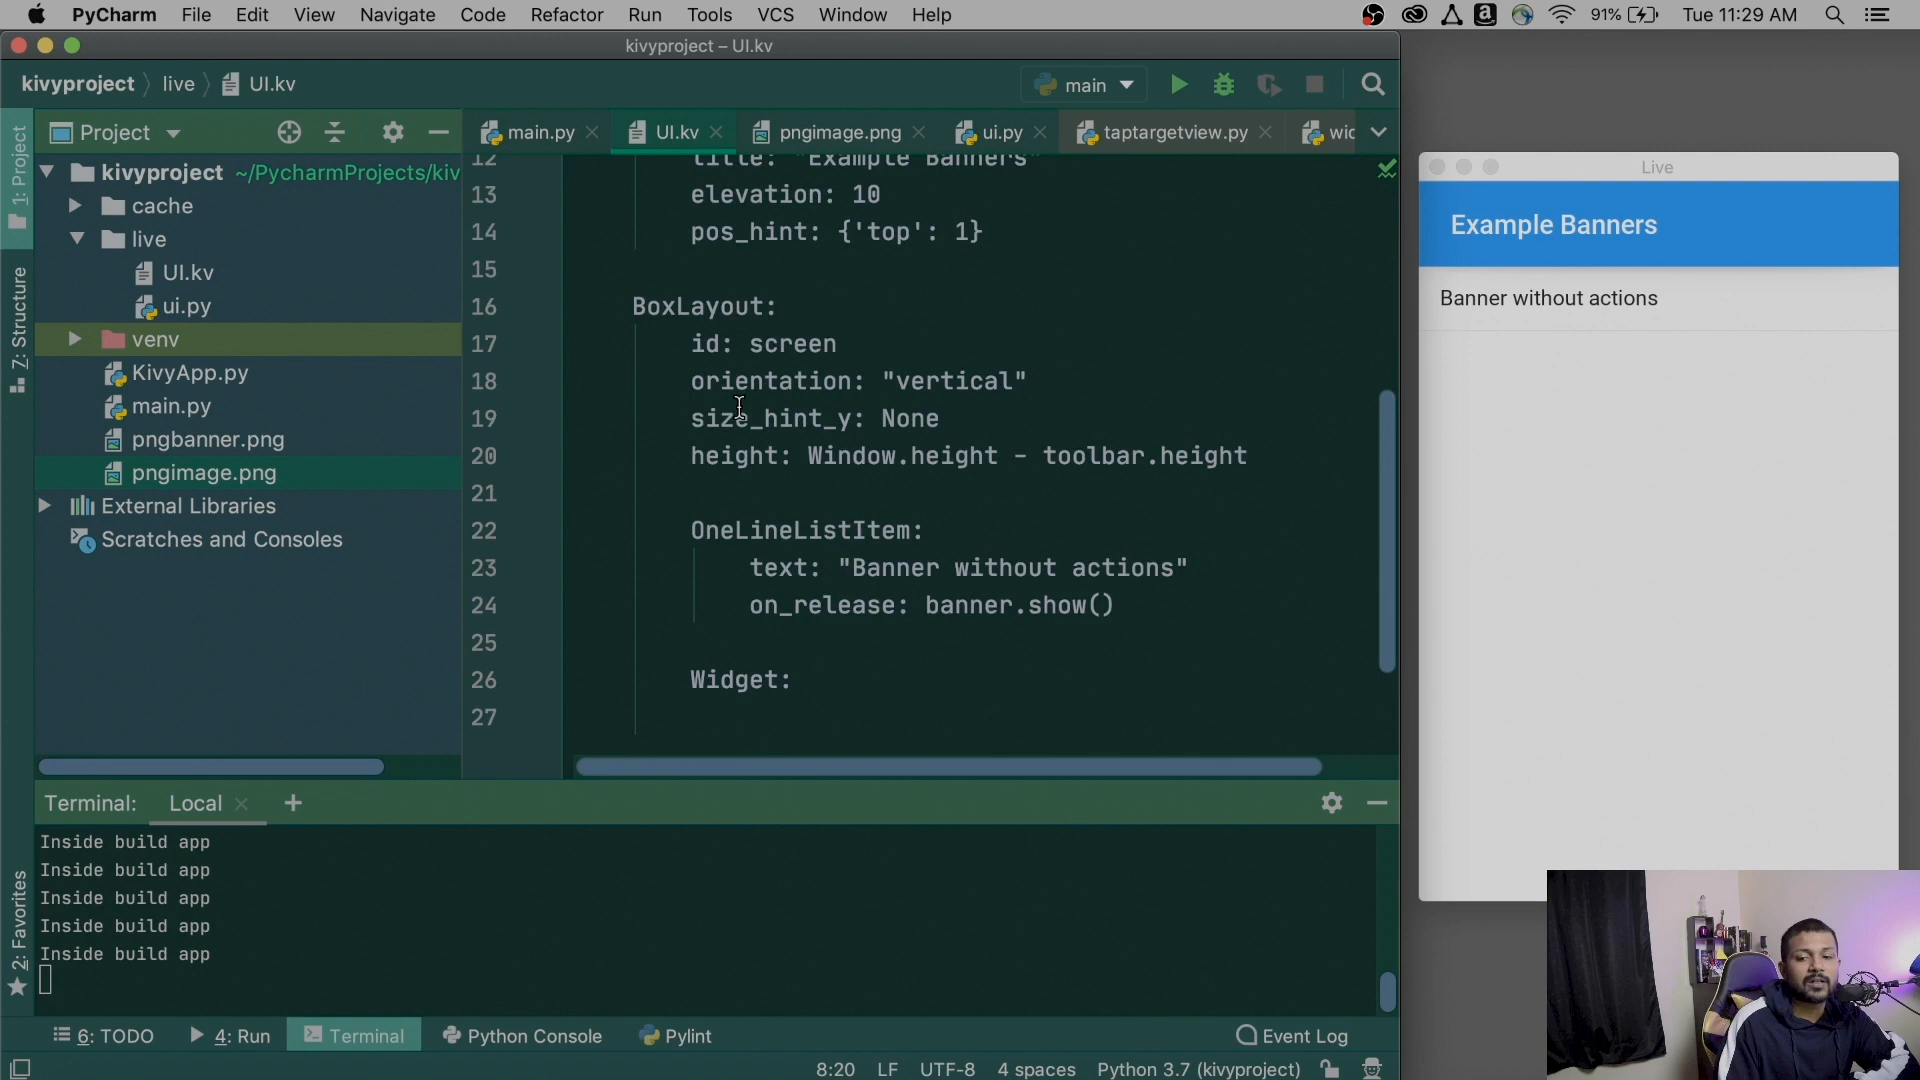 PyCharm File Edit View Navigate Code Refactor Run Tools VCS Window Help 91% Tue 11:29 AM
kivyproject – UI.kv
kivyproject live UI.kv main
1: Project
Project
main.py UI.kv pngimage.png ui.py taptargetview.py wic
kivyproject ~/PycharmProjects/kiv
cache
live
UI.kv
ui.py
venv
KivyApp.py
main.py
pngbanner.png
pngimage.png
External Libraries
Scratches and Consoles
7: Structure
2: Favorites
12 title: "Example Banners"
13 elevation: 10
14 pos_hint: {'top': 1}
15
16 BoxLayout:
17 id: screen
18 orientation: "vertical"
19 size_hint_y: None
20 height: Window.height - toolbar.height
21
22 OneLineListItem:
23 text: "Banner without actions"
24 on_release: banner.show()
25
26 Widget:
27
Terminal: Local +
Inside build app
Inside build app
Inside build app
Inside build app
Inside build app
6: TODO 4: Run Terminal Python Console Pylint Event Log
8:20 LF UTF-8 4 spaces Python 3.7 (kivyproject)
Live
Example Banners
Banner without actions